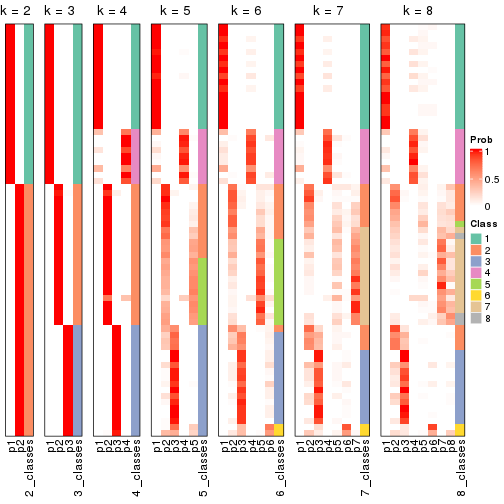 k = 2
k = 3
k = 4
k = 5
k = 6
k = 7
k = 8
p1
p2
2_classes
p1
p2
p3
3_classes
p1
p2
p3
p4
4_classes
p1
p2
p3
p4
p5
5_classes
p1
p2
p3
p4
p5
p6
6_classes
p1
p2
p3
p4
p5
p6
p7
7_classes
p1
p2
p3
p4
p5
p6
p7
p8
8_classes
Prob
1
0.5
0
Class
1
2
3
4
5
6
7
8